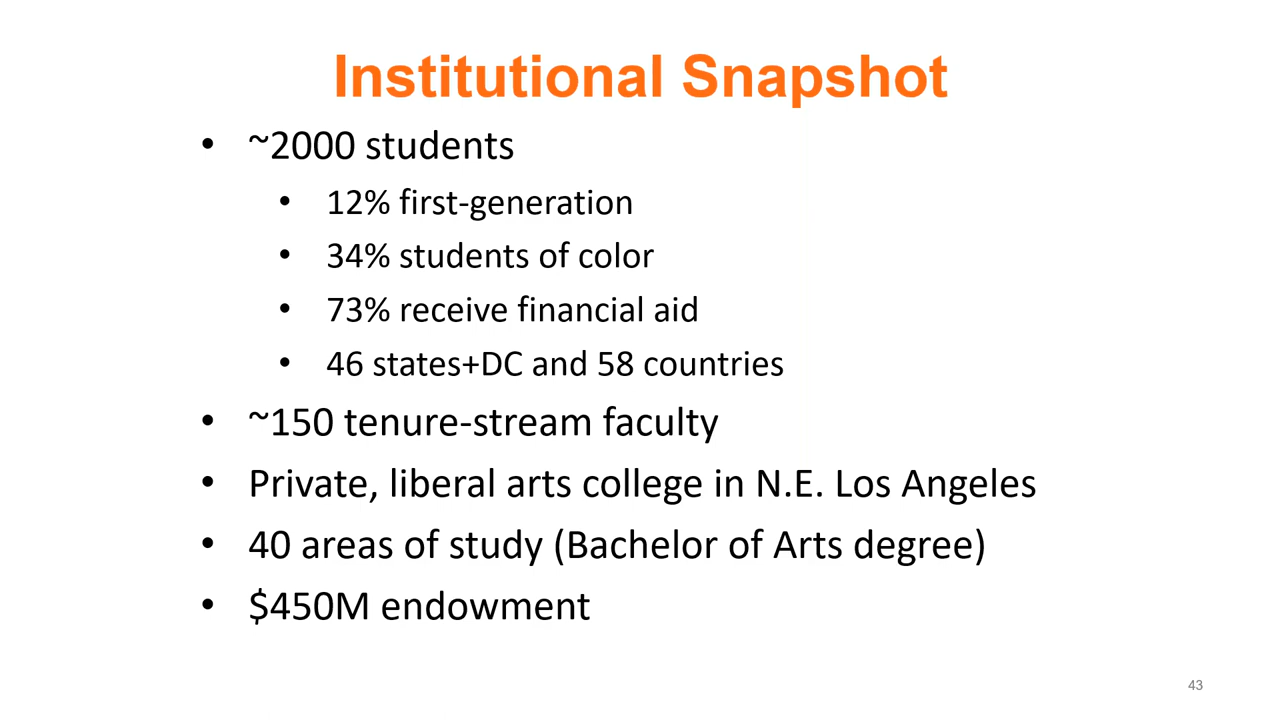 Institutional Snapshot
• ~2000 students
• 12% first-generation
• 34% students of color
• 73% receive financial aid
• 46 states+DC and 58 countries
• ~150 tenure-stream faculty
• Private, liberal arts college in N.E. Los Angeles
• 40 areas of study (Bachelor of Arts degree)
• $450M endowment
43